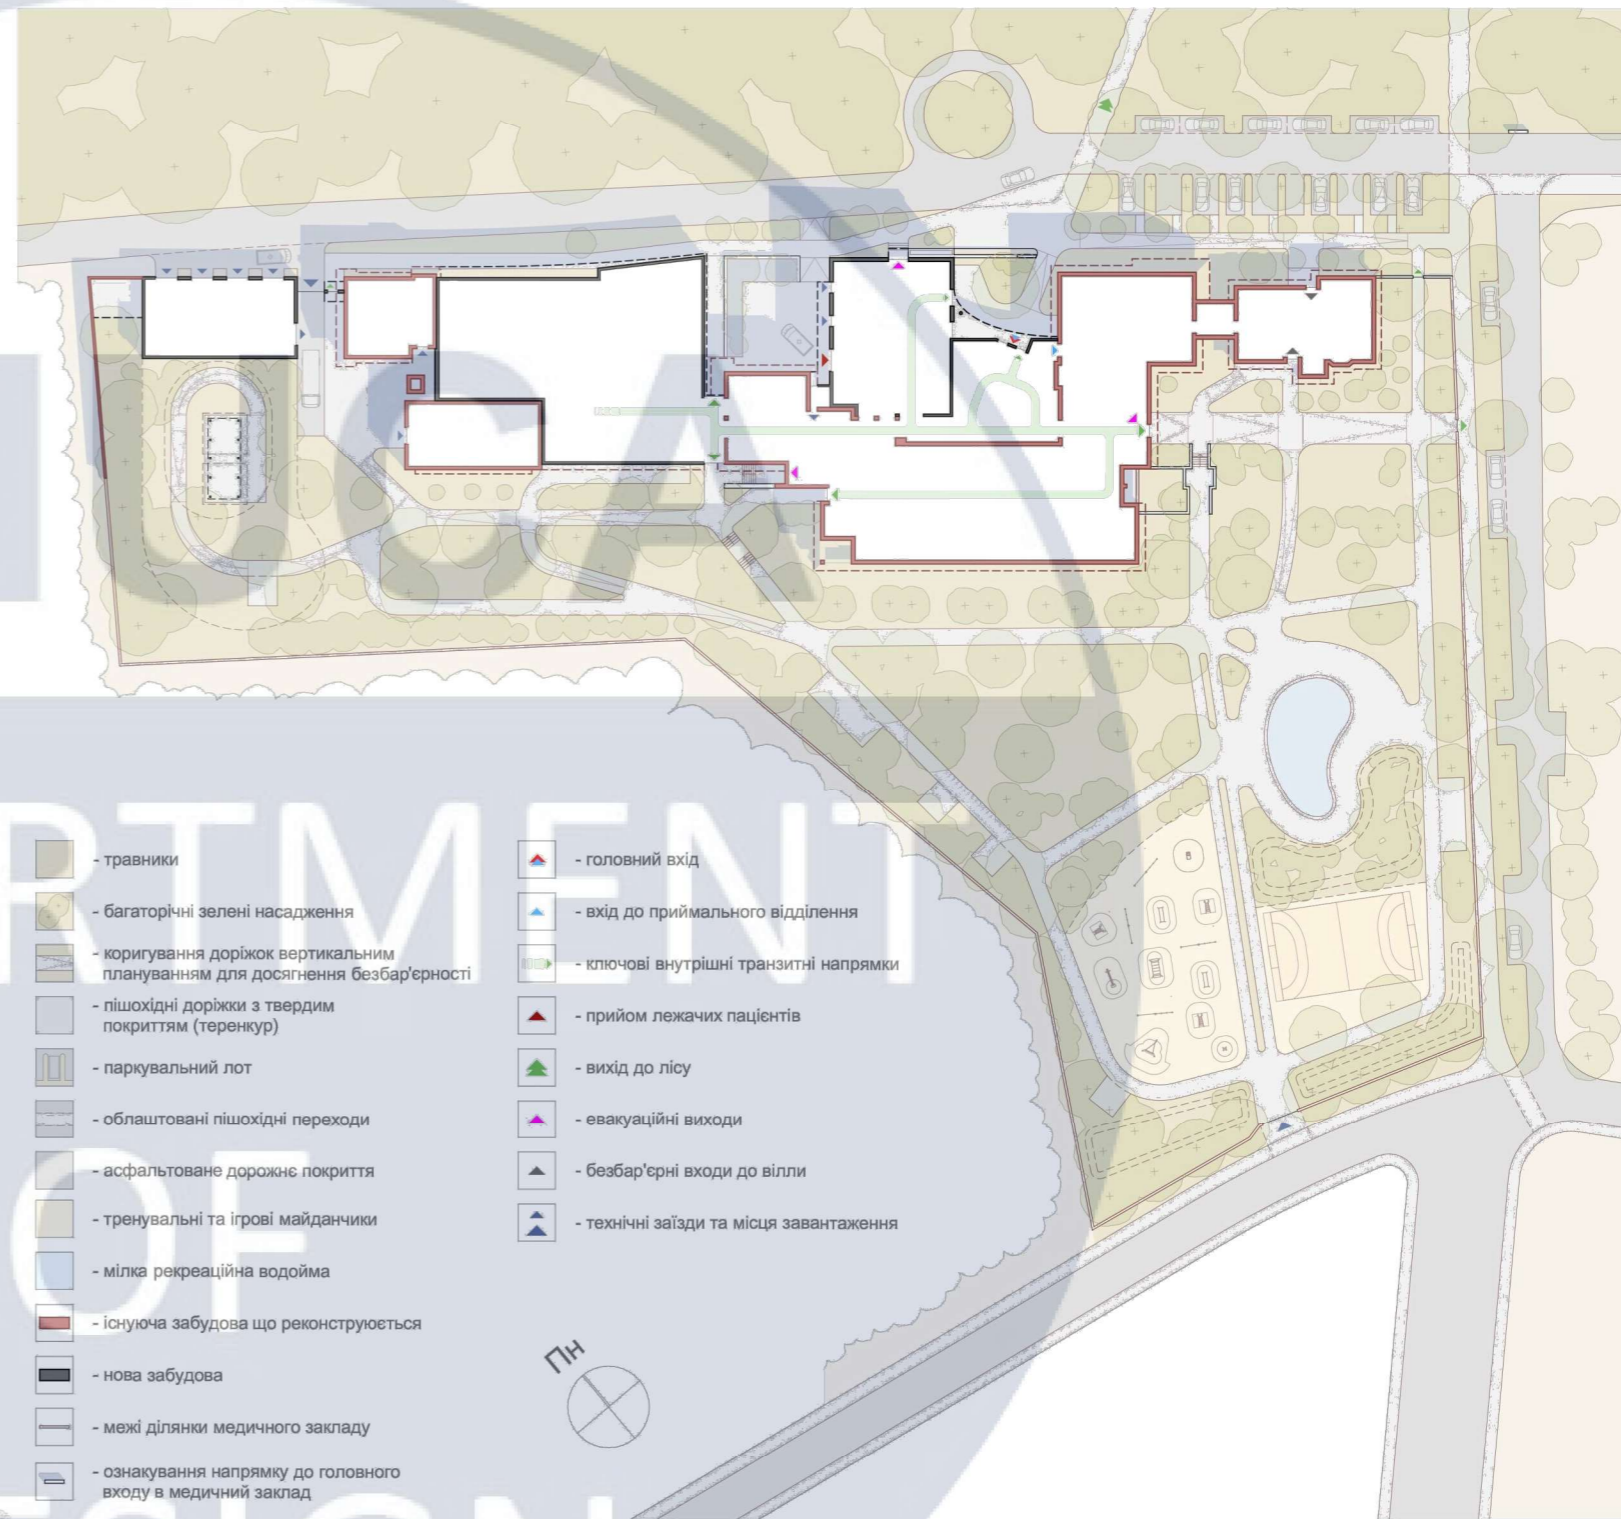 UCA
RTMENT
OF
ESIGN
- травники
- багаторічні зелені насадження
- коригування доріжок вертикальним
плануванням для досягнення безбар'єрності
- пішохідні доріжки з твердим
покриттям (теренкур)
- паркувальний лот
- облаштовані пішохідні переходи
- асфальтоване дорожнє покриття
- тренувальні та ігрові майданчики
- мілка рекреаційна водойма
- існуюча забудова що реконструюється
- нова забудова
- межі ділянки медичного закладу
- ознакування напрямку до головного
входу в медичний заклад
- головний вхід
- вхід до приймального відділення
- ключові внутрішні транзитні напрямки
- прийом лежачих пацієнтів
- вихід до лісу
- евакуаційні виходи
- безбар'єрні входи до вілли
- технічні заїзди та місця завантаження
Пн